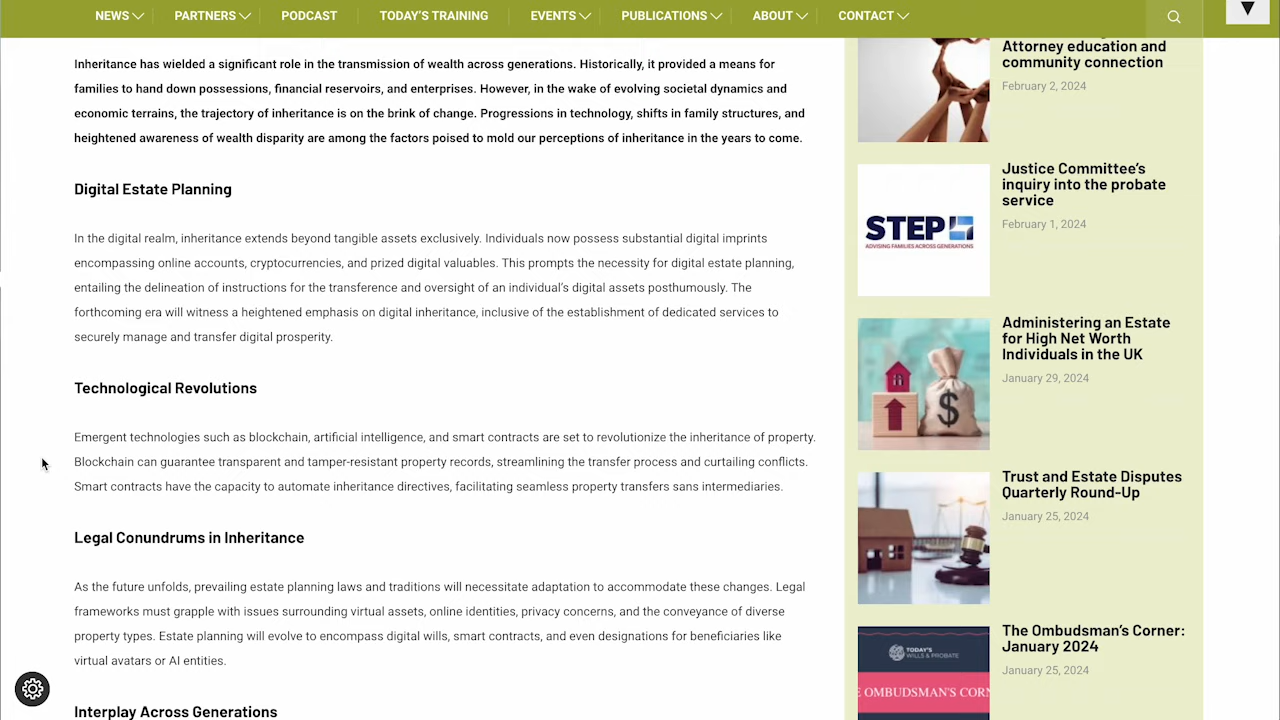 NEWS PARTNERS PODCAST TODAY'S TRAINING EVENTS PUBLICATIONS ABOUT CONTACT
Inheritance has wielded a significant role in the transmission of wealth across generations. Historically, it provided a means for
families to hand down possessions, financial reservoirs, and enterprises. However, in the wake of evolving societal dynamics and
economic terrains, the trajectory of inheritance is on the brink of change. Progressions in technology, shifts in family structures, and
heightened awareness of wealth disparity are among the factors poised to mold our perceptions of inheritance in the years to come.
Digital Estate Planning
In the digital realm, inheritance extends beyond tangible assets exclusively. Individuals now possess substantial digital imprints
encompassing online accounts, cryptocurrencies, and prized digital valuables. This prompts the necessity for digital estate planning,
entailing the delineation of instructions for the transference and oversight of an individual's digital assets posthumously. The
forthcoming era will witness a heightened emphasis on digital inheritance, inclusive of the establishment of dedicated services to
securely manage and transfer digital prosperity.
Technological Revolutions
Emergent technologies such as blockchain, artificial intelligence, and smart contracts are set to revolutionize the inheritance of property.
Blockchain can guarantee transparent and tamper-resistant property records, streamlining the transfer process and curtailing conflicts.
Smart contracts have the capacity to automate inheritance directives, facilitating seamless property transfers sans intermediaries.
Legal Conundrums in Inheritance
As the future unfolds, prevailing estate planning laws and traditions will necessitate adaptation to accommodate these changes. Legal
frameworks must grapple with issues surrounding virtual assets, online identities, privacy concerns, and the conveyance of diverse
property types. Estate planning will evolve to encompass digital wills, smart contracts, and even designations for beneficiaries like
virtual avatars or AI entities.
Interplay Across Generations
Attorney education and
community connection
February 2, 2024
STEP
ADVISING FAMILIES ACROSS GENERATIONS
Justice Committee's
inquiry into the probate
service
February 1, 2024
$
Administering an Estate
for High Net Worth
Individuals in the UK
January 29, 2024
Trust and Estate Disputes
Quarterly Round-Up
January 25, 2024
TODAY'S
WILLS & PROBATE
E OMBUDSMAN'S CORN
The Ombudsman's Corner:
January 2024
January 25, 2024